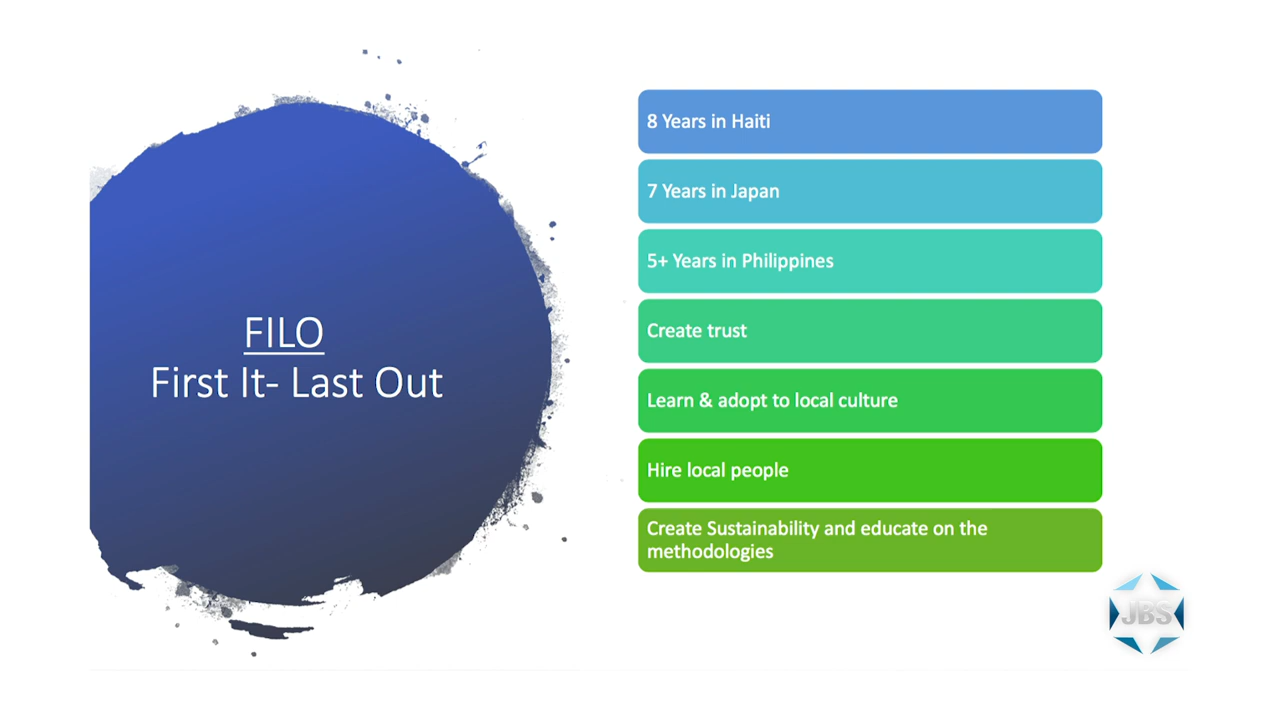 FILO
First It- Last Out
8 Years in Haiti
7 Years in Japan
5+ Years in Philippines
Create trust
Learn & adopt to local culture
Hire local people
Create Sustainability and educate on the
methodologies
JBS